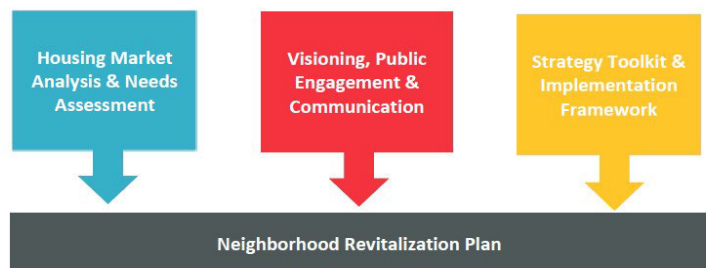 Housing Market
Analysis & Needs
Assessment
Visioning, Public
Engagement &
Communication
Strategy Toolkit &
Implementation
Framework
Neighborhood Revitalization Plan